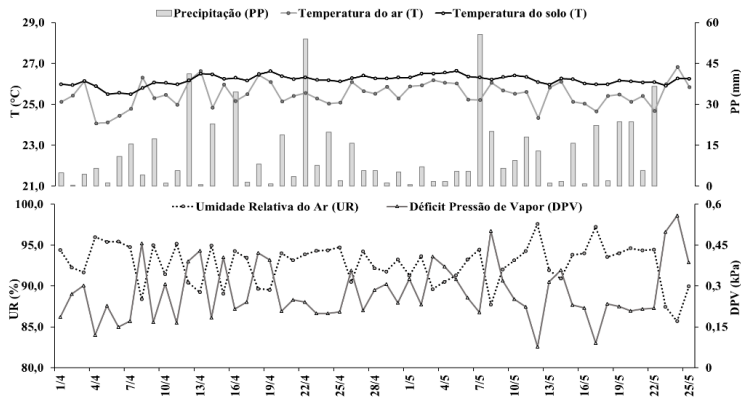 Precipitação (PP) Temperatura do ar (T) Temperatura do solo (T)
29,0 60
27,0 45
25,0 30
23,0 15
21,0 0
T (°C)
PP (mm)
Umidade Relativa do Ar (UR) Déficit Pressão de Vapor (DPV)
100,0 0,6
95,0 0,45
90,0 0,3
85,0 0,15
80,0 0
UR (%)
DPV (kPa)
1/4 4/4 7/4 10/4 13/4 16/4 19/4 22/4 25/4 28/4 1/5 4/5 7/5 10/5 13/5 16/5 19/5 22/5 25/5